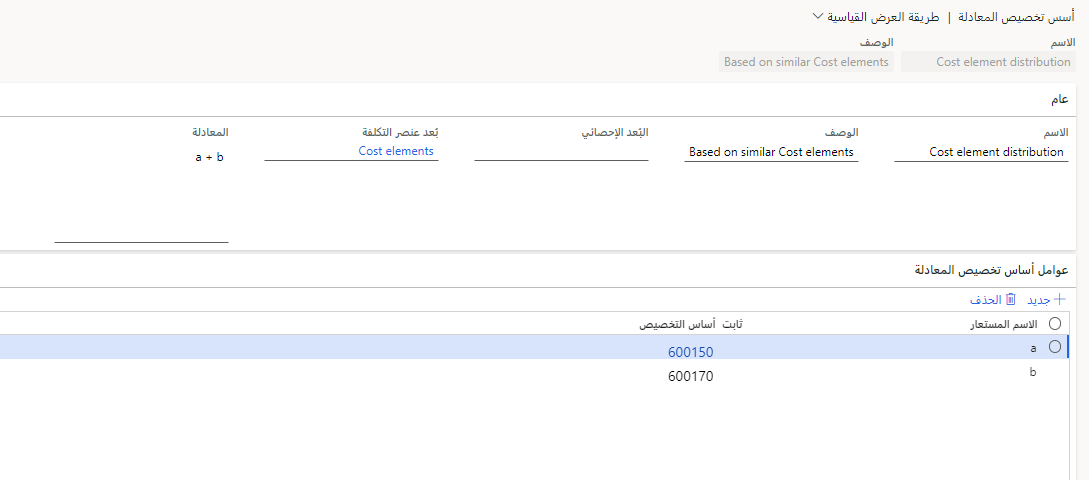 أسس تخصيص المعادلة | طريقة العرض القياسية
الاسم الوصف
Cost element distribution Based on similar Cost elements
عام
الاسم الوصف البُعد الإحصائي بُعد عنصر التكلفة المعادلة
Cost element distribution Based on similar Cost elements Cost elements a + b
عوامل أساس تخصيص المعادلة
جديد الحذف
الاسم المستعار ثابت أساس التخصيص
a 600150
b 600170